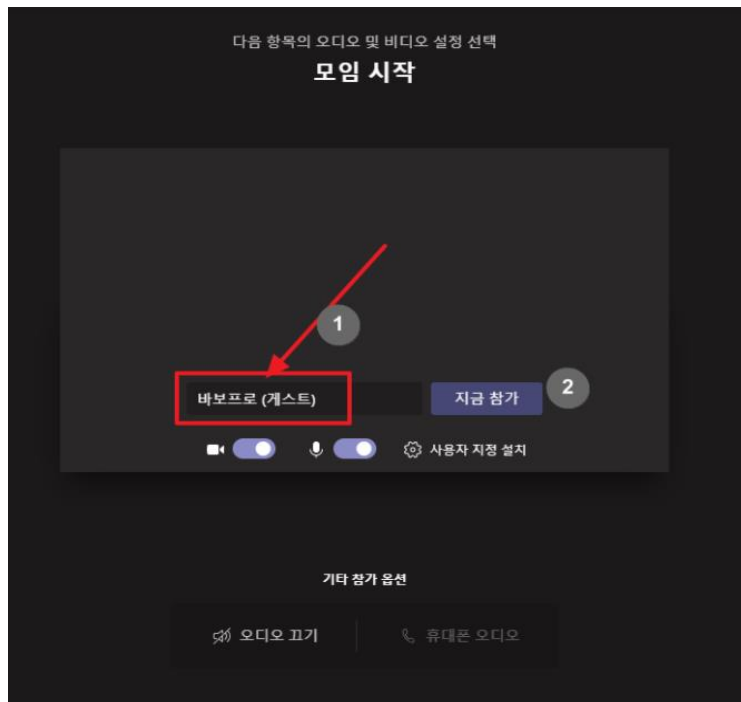 다음 항목의 오디오 및 비디오 설정 선택
모임 시작
1
바보프로 (게스트)
지금 참가
2
사용자 지정 설치
기타 참가 옵션
오디오 끄기
휴대폰 오디오